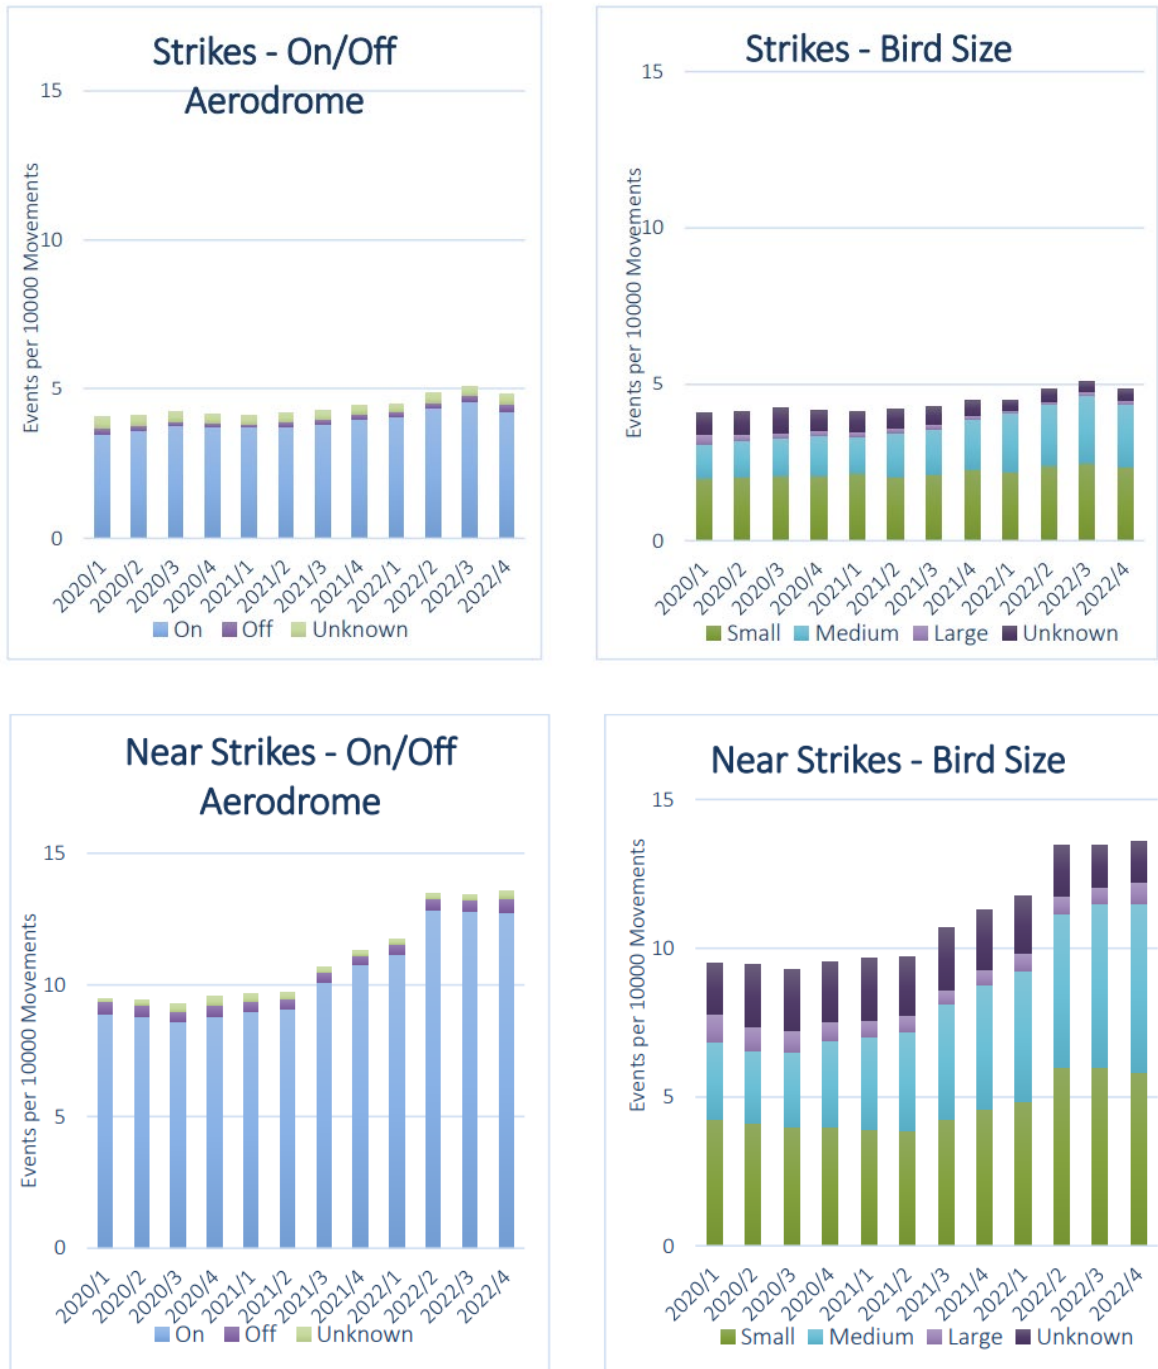 Strikes - On/Off
Aerodrome
15
10
5
0
Events per 10000 Movements
2020/1 2020/2 2020/3 2020/4 2021/1 2021/2 2021/3 2021/4 2022/1 2022/2 2022/3 2022/4
On Off Unknown
Strikes - Bird Size
15
10
5
0
Events per 10000 Movements
2020/1 2020/2 2020/3 2020/4 2021/1 2021/2 2021/3 2021/4 2022/1 2022/2 2022/3 2022/4
Small Medium Large Unknown
Near Strikes - On/Off
Aerodrome
15
10
5
0
Events per 10000 Movements
2020/1 2020/2 2020/3 2020/4 2021/1 2021/2 2021/3 2021/4 2022/1 2022/2 2022/3 2022/4
On Off Unknown
Near Strikes - Bird Size
15
10
5
0
Events per 10000 Movements
2020/1 2020/2 2020/3 2020/4 2021/1 2021/2 2021/3 2021/4 2022/1 2022/2 2022/3 2022/4
Small Medium Large Unknown